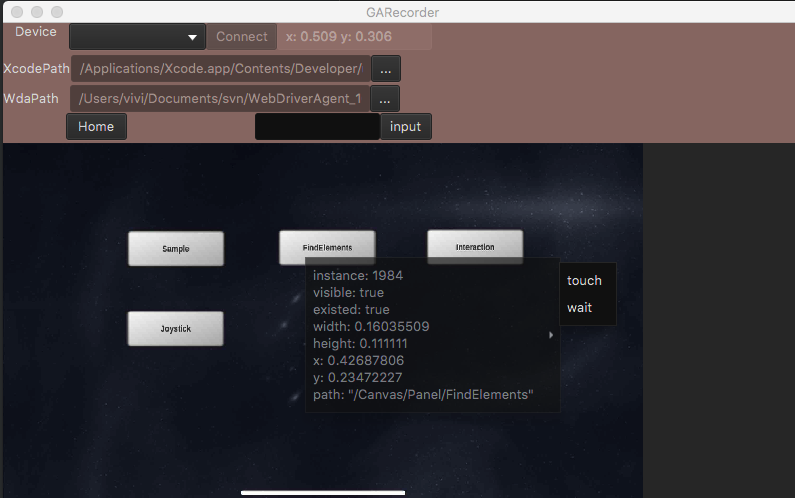 GARecorder
Device Connect x: 0.509 y: 0.306
XcodePath /Applications/Xcode.app/Contents/Developer/ ...
WdaPath /Users/vivi/Documents/svn/WebDriverAgent_1 ...
Home input
Sample FindElements Interaction
instance: 1984
visible: true
existed: true
width: 0.16035509
height: 0.111111
x: 0.42687806
y: 0.23472227
path: "/Canvas/Panel/FindElements"
touch
wait
Joystick